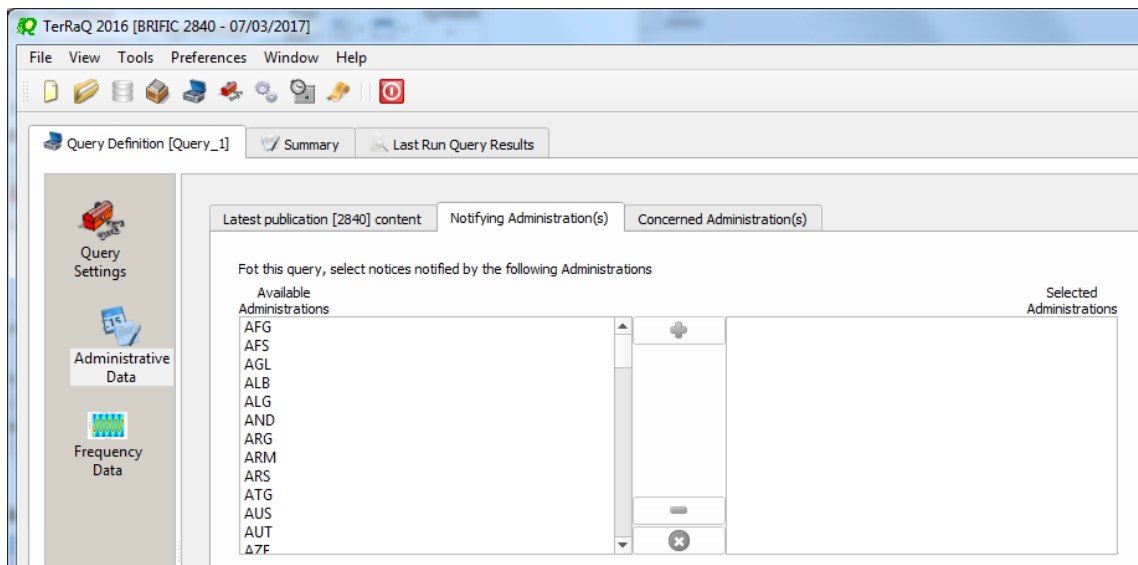 TerRaQ 2016 [BRIFIC 2840 - 07/03/2017]
File View Tools Preferences Window Help
Query Definition [Query_1] Summary Last Run Query Results
Query
Settings
Administrative
Data
Frequency
Data
Latest publication [2840] content Notifying Administration(s) Concerned Administration(s)
Fot this query, select notices notified by the following Administrations
Available
Administrations
Selected
Administrations
AFG
AFS
AGL
ALB
ALG
AND
ARG
ARM
ARS
ATG
AUS
AUT
AZE